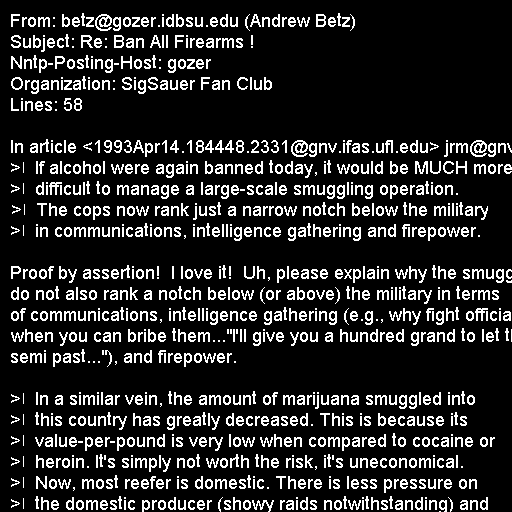 From: betz@gozer.idbsu.edu (Andrew Betz)
Subject: Re: Ban All Firearms !
Nntp-Posting-Host: gozer
Organization: SigSauer Fan Club
Lines: 58
In article <1993Apr14.184448.2331@gnv.ifas.ufl.edu> jrm@gnv
>| If alcohol were again banned today, it would be MUCH more
>| difficult to manage a large-scale smuggling operation.
>| The cops now rank just a narrow notch below the military
>| in communications, intelligence gathering and firepower.
Proof by assertion! I love it! Uh, please explain why the smugg
do not also rank a notch below (or above) the military in terms
of communications, intelligence gathering (e.g., why fight officia
when you can bribe them..."I'll give you a hundred grand to let t
semi past..."), and firepower.
>| In a similar vein, the amount of marijuana smuggled into
>| this country has greatly decreased. This is because its
>| value-per-pound is very low when compared to cocaine or
>| heroin. It's simply not worth the risk, it's uneconomical.
>| Now, most reefer is domestic. There is less pressure on
>| the domestic producer (showy raids notwithstanding) and